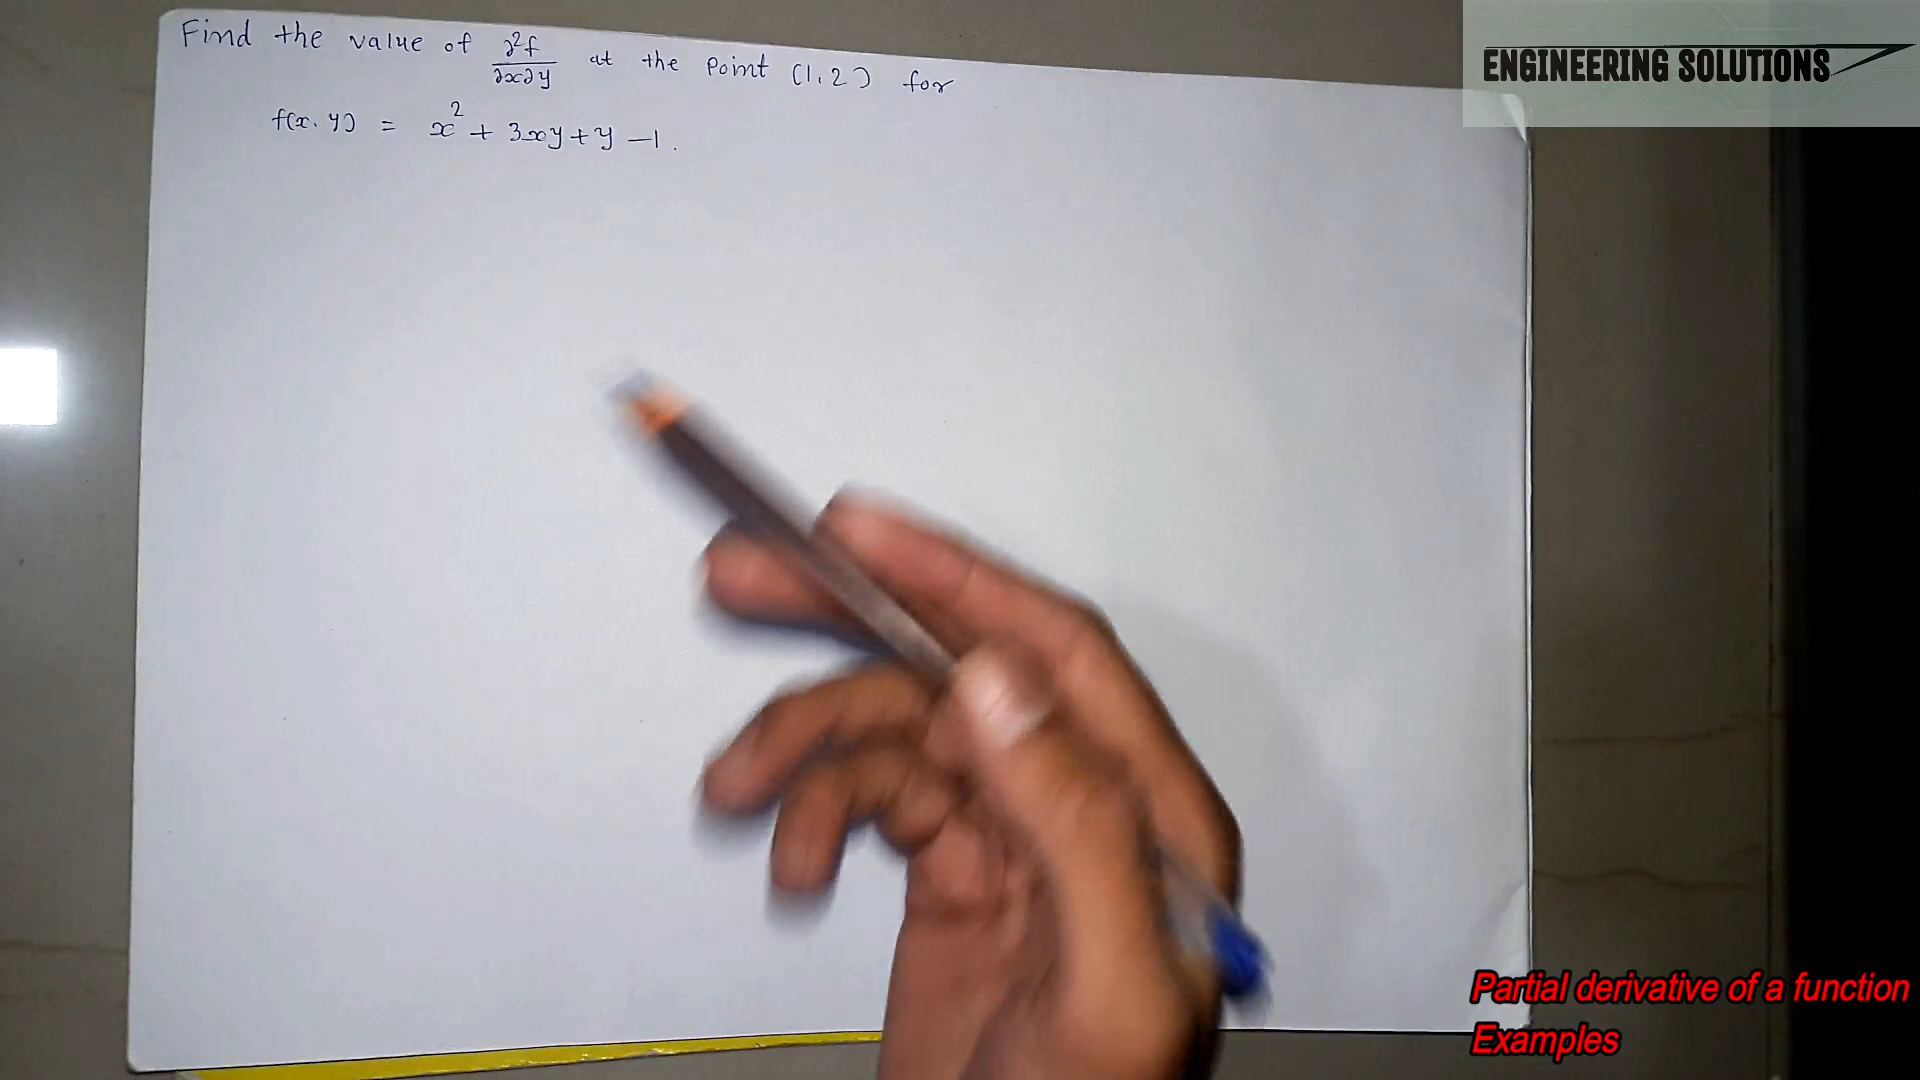 Find the value of ∂²f/∂x∂y at the point (1,2) for
f(x,y) = x² + 3xy + y - 1.
ENGINEERING SOLUTIONS
Partial derivative of a function
Examples